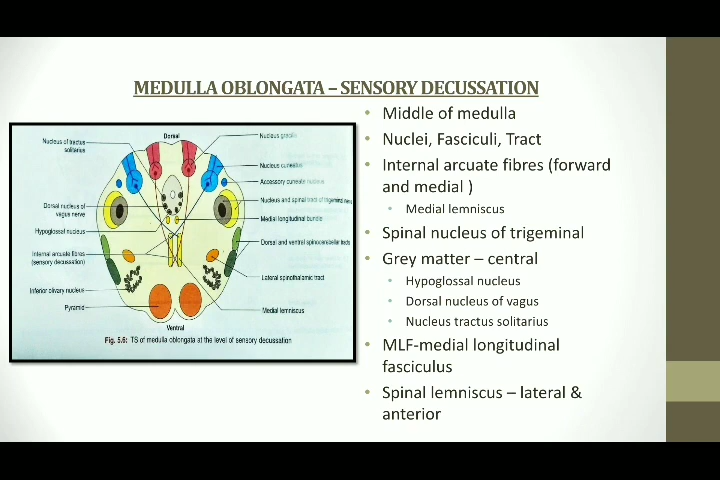 MEDULLA OBLONGATA – SENSORY DECUSSATION
Dorsal
Nucleus of tractus
solitarius
Dorsal nucleus of
vagus nerve
Hypoglossal nucleus
Internal arcuate fibres
(sensory decussation)
Inferior olivary nucleus
Pyramid
Nucleus gracilis
Nucleus cuneatus
Accessory cuneate nucleus
Nucleus and spinal tract of trigeminal nerve
Medial longitudinal bundle
Dorsal and ventral spinocerebellar tracts
Lateral spinothalamic tract
Medial lemniscus
Ventral
Fig. 5.6: TS of medulla oblongata at the level of sensory decussation
• Middle of medulla
• Nuclei, Fasciculi, Tract
• Internal arcuate fibres (forward
and medial )
• Medial lemniscus
• Spinal nucleus of trigeminal
• Grey matter – central
• Hypoglossal nucleus
• Dorsal nucleus of vagus
• Nucleus tractus solitarius
• MLF-medial longitudinal
fasciculus
• Spinal lemniscus – lateral &
anterior